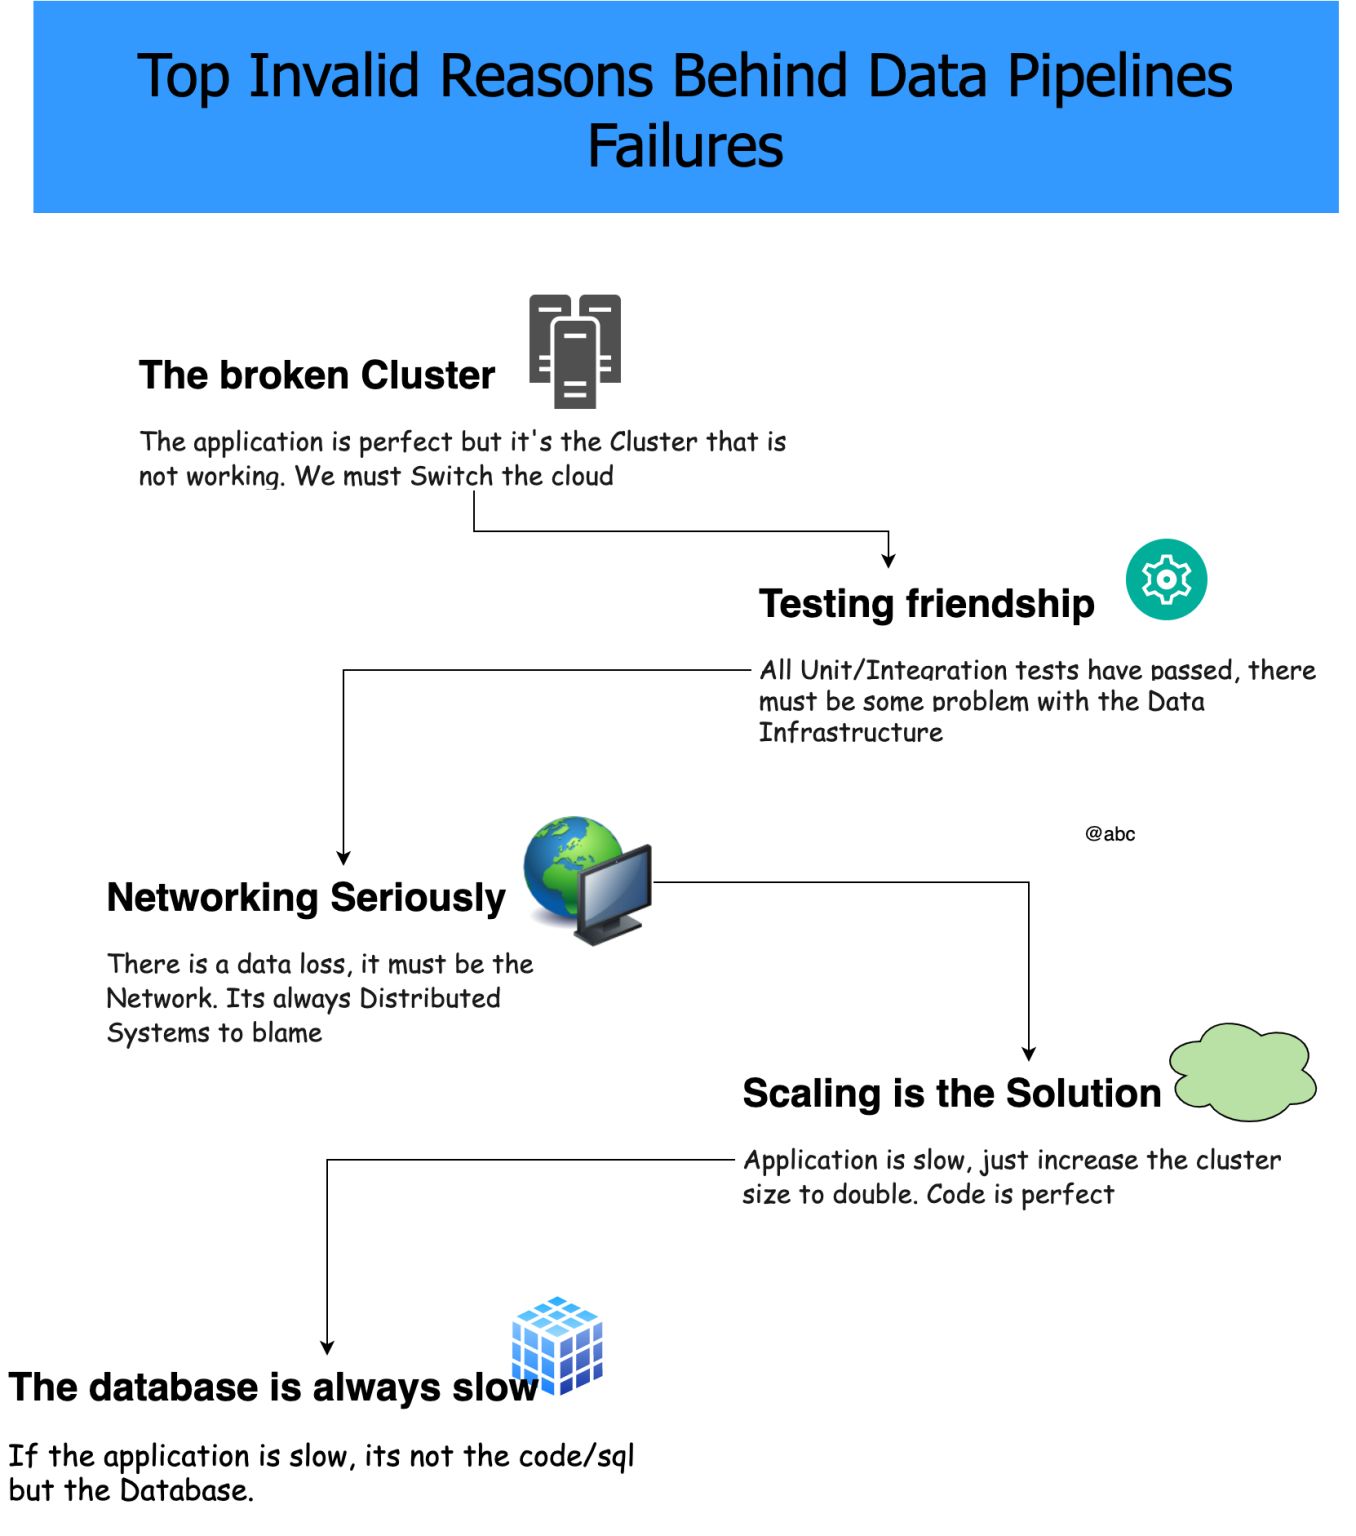 Top Invalid Reasons Behind Data Pipelines
Failures
The broken Cluster
The application is perfect but it's the Cluster that is
not working. We must Switch the cloud
Testing friendship
All Unit/Integration tests have passed, there
must be some problem with the Data
Infrastructure
@abc
Networking Seriously
There is a data loss, it must be the
Network. Its always Distributed
Systems to blame
Scaling is the Solution
Application is slow, just increase the cluster
size to double. Code is perfect
The database is always slow
If the application is slow, its not the code/sql
but the Database.